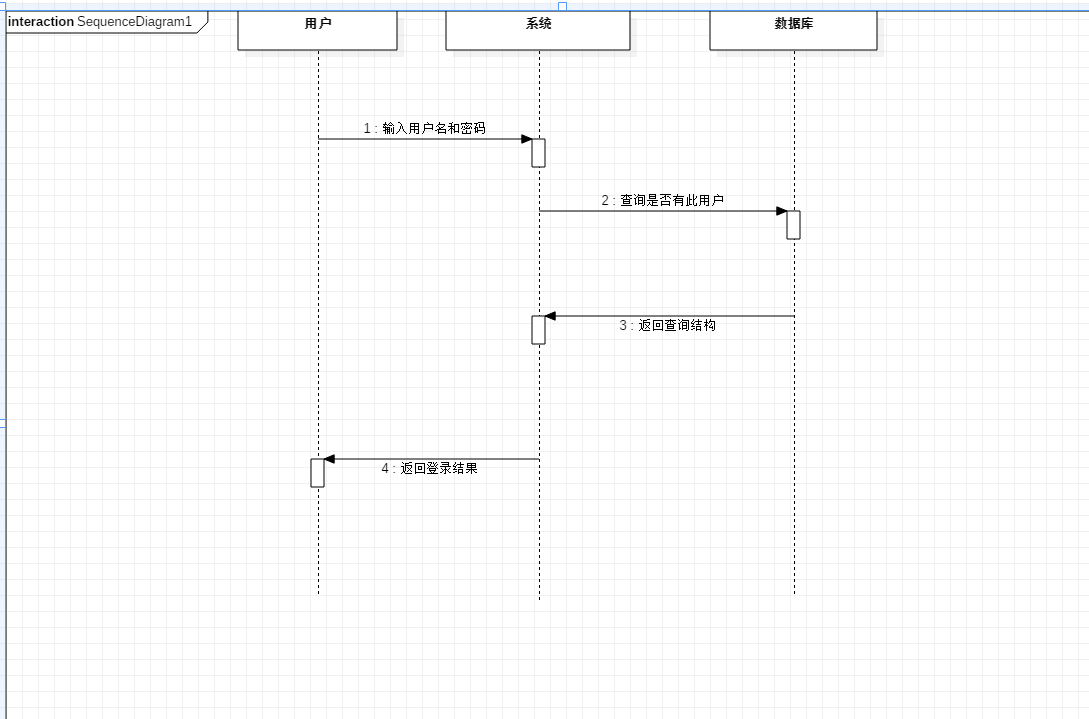 interaction SequenceDiagram1
用户
系统
数据库
1 : 输入用户名和密码
2 : 查询是否有此用户
3 : 返回查询结构
4 : 返回登录结果